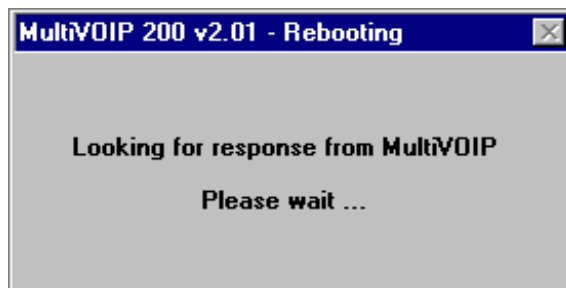 MultiVOIP 200 v2.01 - Rebooting
Looking for response from MultiVOIP
Please wait ...